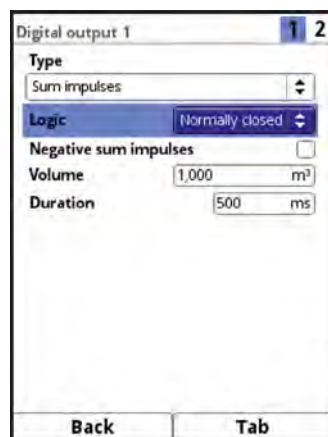 Digital output 1 1 2
Type
Sum impulses
Logic Normally closed
Negative sum impulses
Volume 1,000 m³
Duration 500 ms
Back Tab